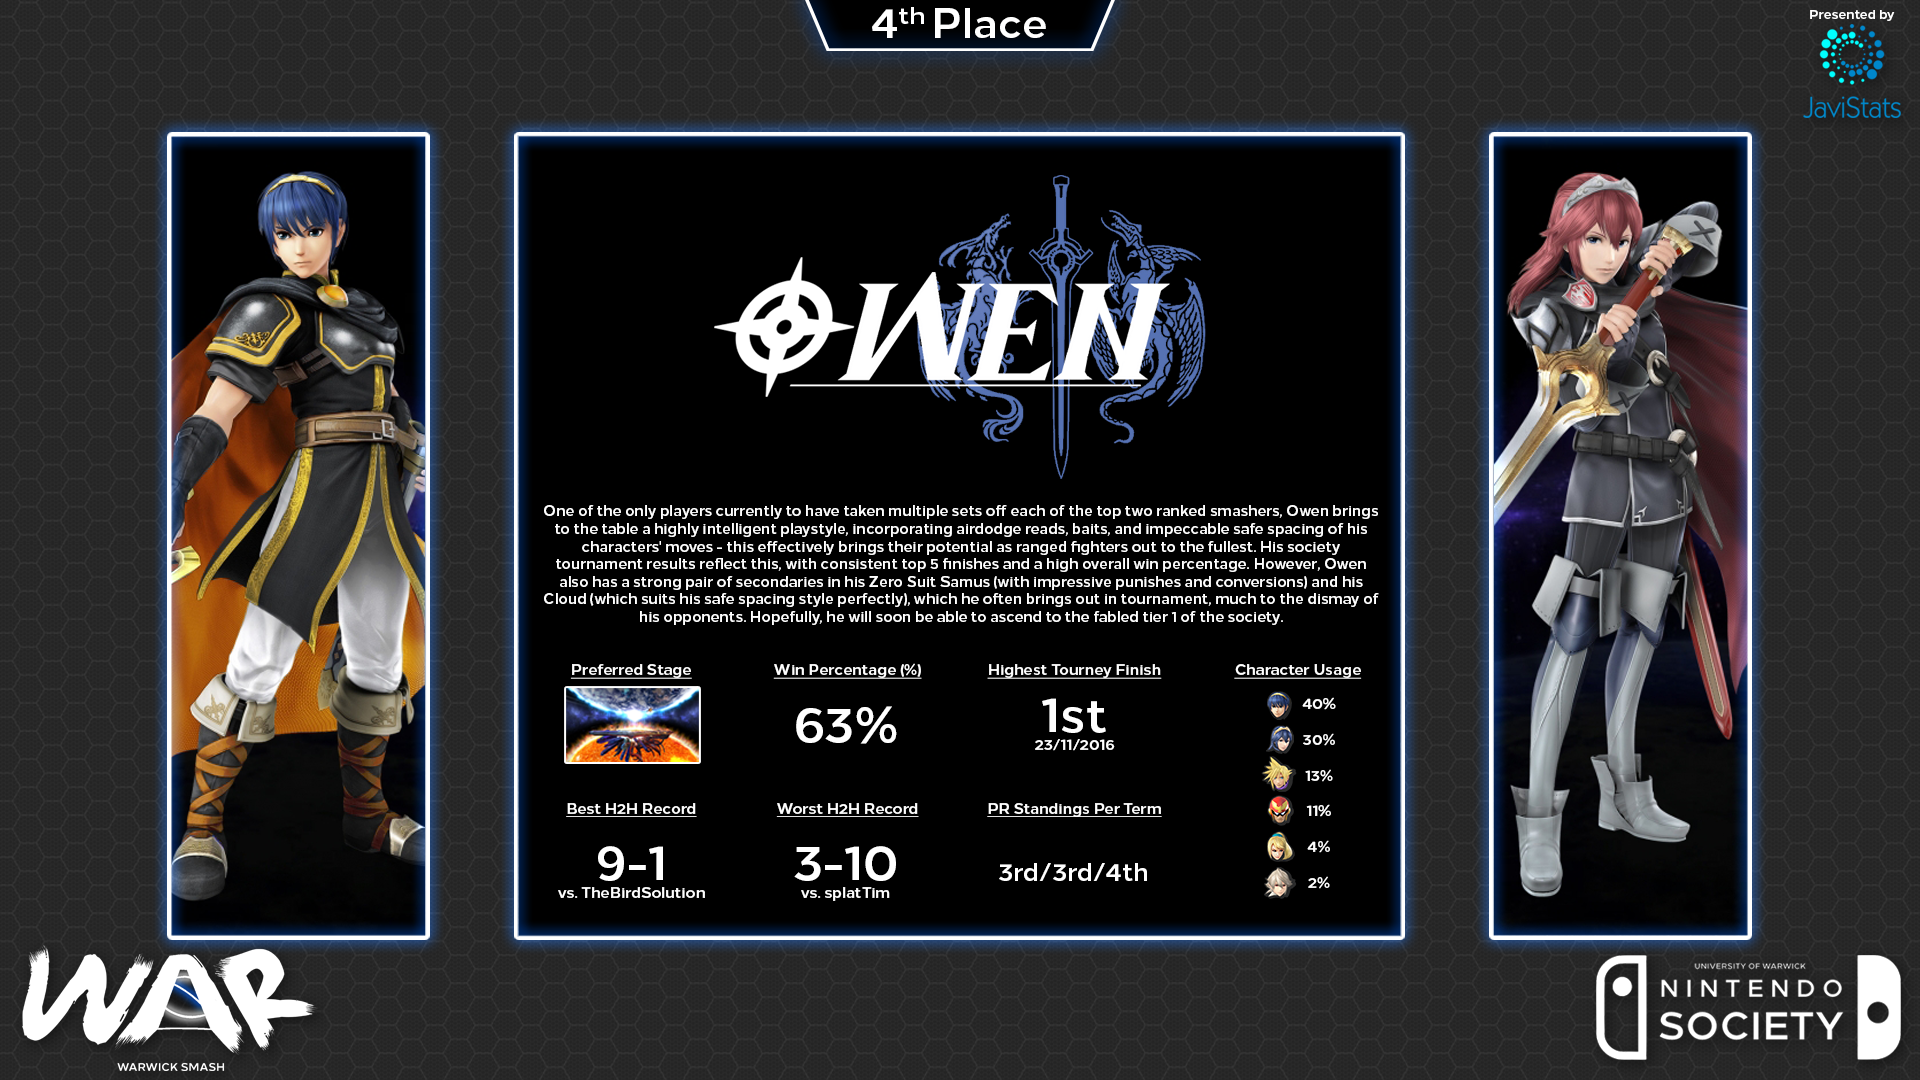 4th Place
Presented by
JaviStats
OWEN
One of the only players currently to have taken multiple sets off each of the top two ranked smashers, Owen brings
to the table a highly intelligent playstyle, incorporating airdodge reads, baits, and impeccable safe spacing of his
characters' moves - this effectively brings their potential as ranged fighters out to the fullest. His society
tournament results reflect this, with consistent top 5 finishes and a high overall win percentage. However, Owen
also has a strong pair of secondaries in his Zero Suit Samus (with impressive punishes and conversions) and his
Cloud (which suits his safe spacing style perfectly), which he often brings out in tournament, much to the dismay of
his opponents. Hopefully, he will soon be able to ascend to the fabled tier 1 of the society.
Preferred Stage
Win Percentage (%)
63%
Highest Tourney Finish
1st
23/11/2016
Character Usage
40%
30%
13%
11%
4%
2%
Best H2H Record
9-1
vs. TheBirdSolution
Worst H2H Record
3-10
vs. splatTim
PR Standings Per Term
3rd/3rd/4th
WAR
WARWICK SMASH
UNIVERSITY OF WARWICK
NINTENDO
SOCIETY